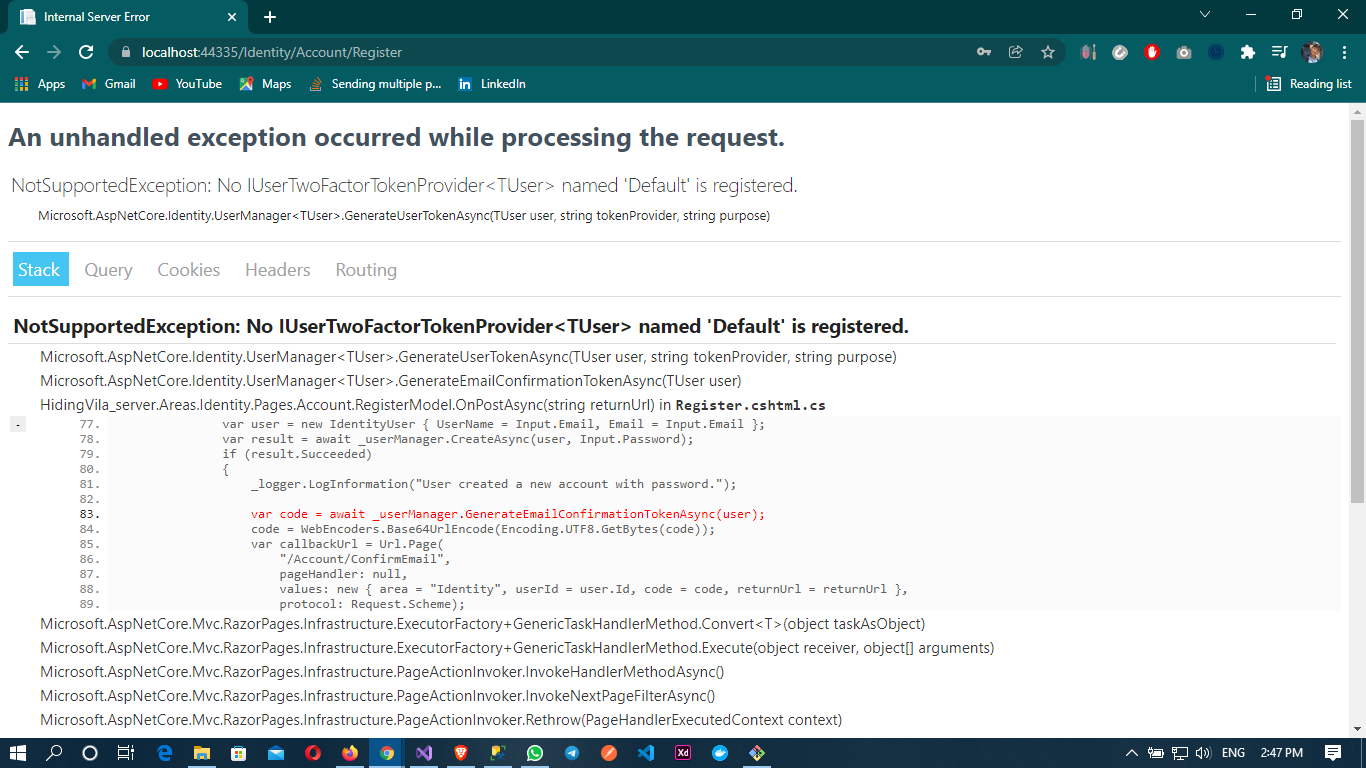 Internal Server Error
localhost:44335/Identity/Account/Register
Apps Gmail YouTube Maps Sending multiple p... LinkedIn Reading list
An unhandled exception occurred while processing the request.
NotSupportedException: No IUserTwoFactorTokenProvider<TUser> named 'Default' is registered.
Microsoft.AspNetCore.Identity.UserManager<TUser>.GenerateUserTokenAsync(TUser user, string tokenProvider, string purpose)
Stack Query Cookies Headers Routing
NotSupportedException: No IUserTwoFactorTokenProvider<TUser> named 'Default' is registered.
Microsoft.AspNetCore.Identity.UserManager<TUser>.GenerateUserTokenAsync(TUser user, string tokenProvider, string purpose)
Microsoft.AspNetCore.Identity.UserManager<TUser>.GenerateEmailConfirmationTokenAsync(TUser user)
HidingVila_server.Areas.Identity.Pages.Account.RegisterModel.OnPostAsync(string returnUrl) in Register.cshtml.cs
-
77. var user = new IdentityUser { UserName = Input.Email, Email = Input.Email };
78. var result = await _userManager.CreateAsync(user, Input.Password);
79. if (result.Succeeded)
80. {
81. _logger.LogInformation("User created a new account with password.");
82.
83. var code = await _userManager.GenerateEmailConfirmationTokenAsync(user);
84. code = WebEncoders.Base64UrlEncode(Encoding.UTF8.GetBytes(code));
85. var callbackUrl = Url.Page(
86. "/Account/ConfirmEmail",
87. pageHandler: null,
88. values: new { area = "Identity", userId = user.Id, code = code, returnUrl = returnUrl },
89. protocol: Request.Scheme);
Microsoft.AspNetCore.Mvc.RazorPages.Infrastructure.ExecutorFactory+GenericTaskHandlerMethod.Convert<T>(object taskAsObject)
Microsoft.AspNetCore.Mvc.RazorPages.Infrastructure.ExecutorFactory+GenericTaskHandlerMethod.Execute(object receiver, object[] arguments)
Microsoft.AspNetCore.Mvc.RazorPages.Infrastructure.PageActionInvoker.InvokeHandlerMethodAsync()
Microsoft.AspNetCore.Mvc.RazorPages.Infrastructure.PageActionInvoker.InvokeNextPageFilterAsync()
Microsoft.AspNetCore.Mvc.RazorPages.Infrastructure.PageActionInvoker.Rethrow(PageHandlerExecutedContext context)
Xd ENG 2:47 PM